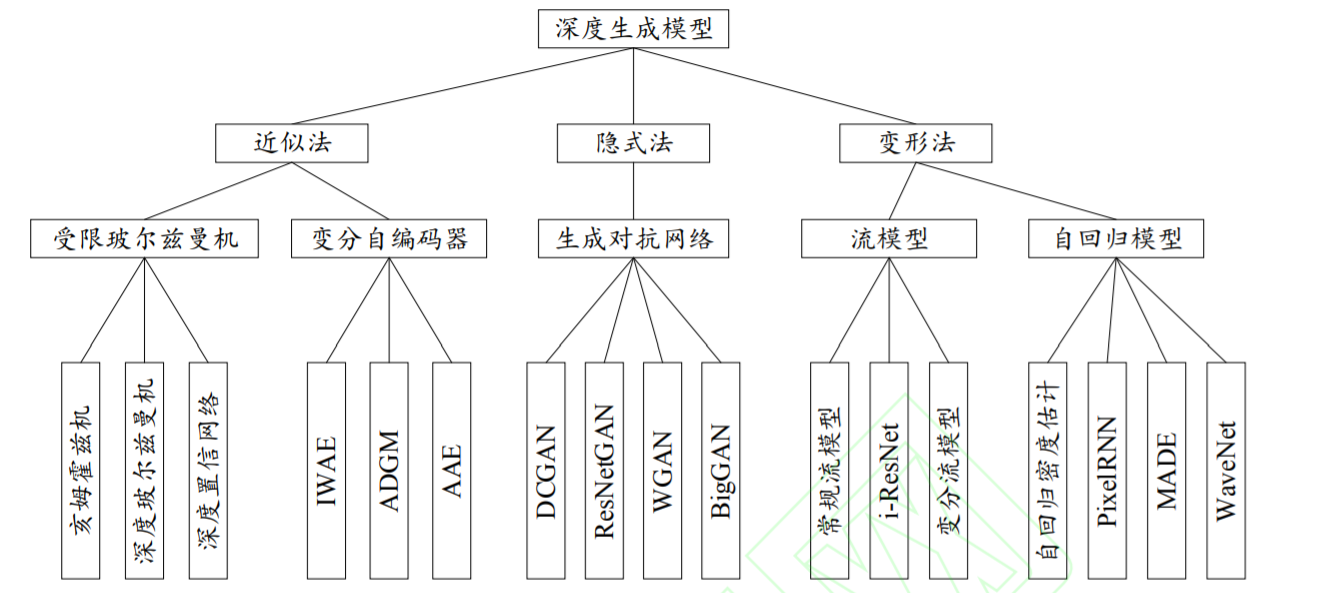 深度生成模型
近似法
隐式法
变形法
受限玻尔兹曼机
变分自编码器
生成对抗网络
流模型
自回归模型
亥姆霍兹机
深度玻尔兹曼机
深度置信网络
IWAE
ADGM
AAE
DCGAN
ResNetGAN
WGAN
BigGAN
常规流模型
i-ResNet
变分流模型
自回归密度估计
PixelRNN
MADE
WaveNet